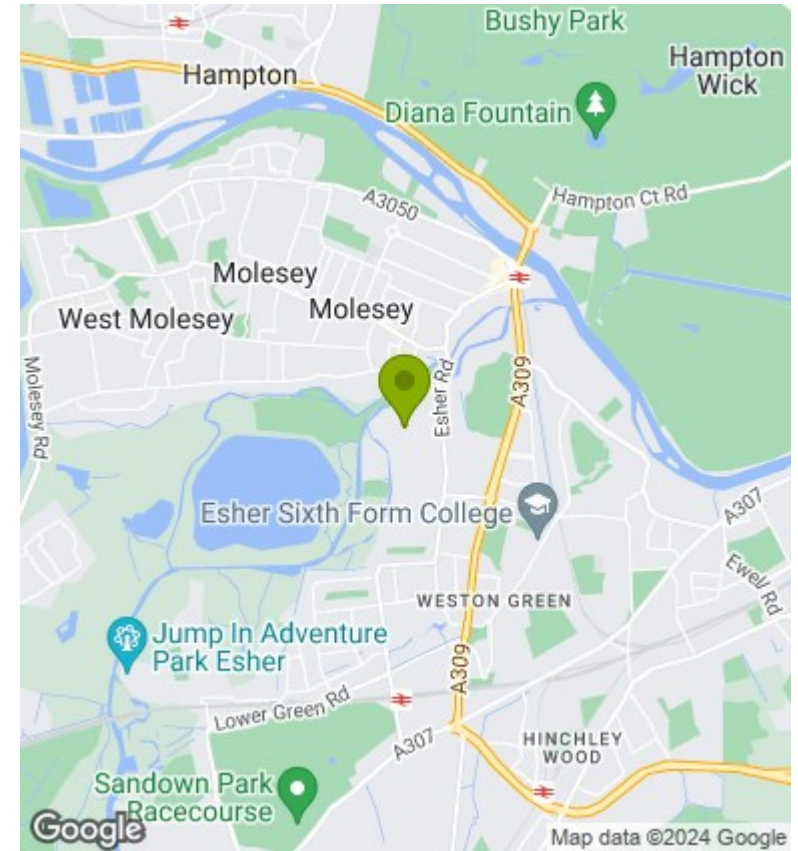 Bushy Park
Hampton
Hampton
Wick
Diana Fountain
Hampton Ct Rd
A3050
Molesey
Molesey
West Molesey
Molesey Rd
Esher Rd
A309
Esher Sixth Form College
A307
Ewell Rd
WESTON GREEN
Jump In Adventure
Park Esher
A309
Lower Green Rd
A307
HINCHLEY
WOOD
Sandown Park
Racecourse
Google
Map data ©2024 Google